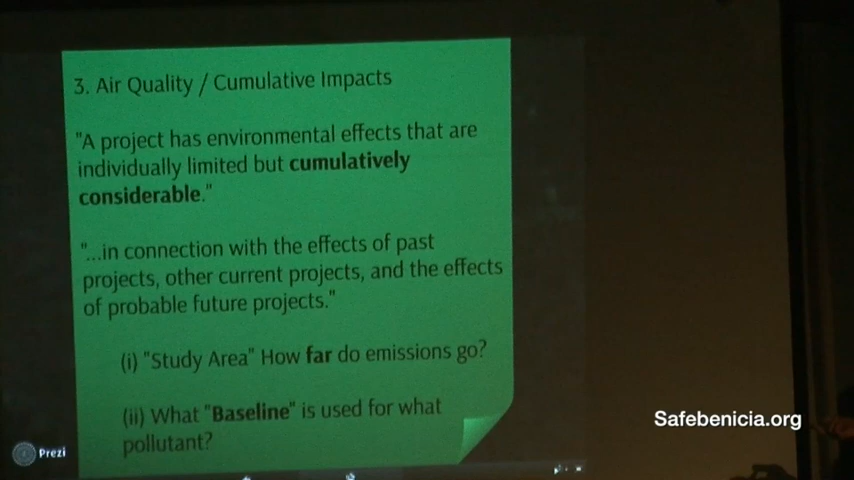 3. Air Quality / Cumulative Impacts
"A project has environmental effects that are
individually limited but cumulatively
considerable."
"...in connection with the effects of past
projects, other current projects, and the effects
of probable future projects."
(i) "Study Area" How far do emissions go?
(ii) What "Baseline" is used for what
pollutant?
Safebenicia.org
Prezi